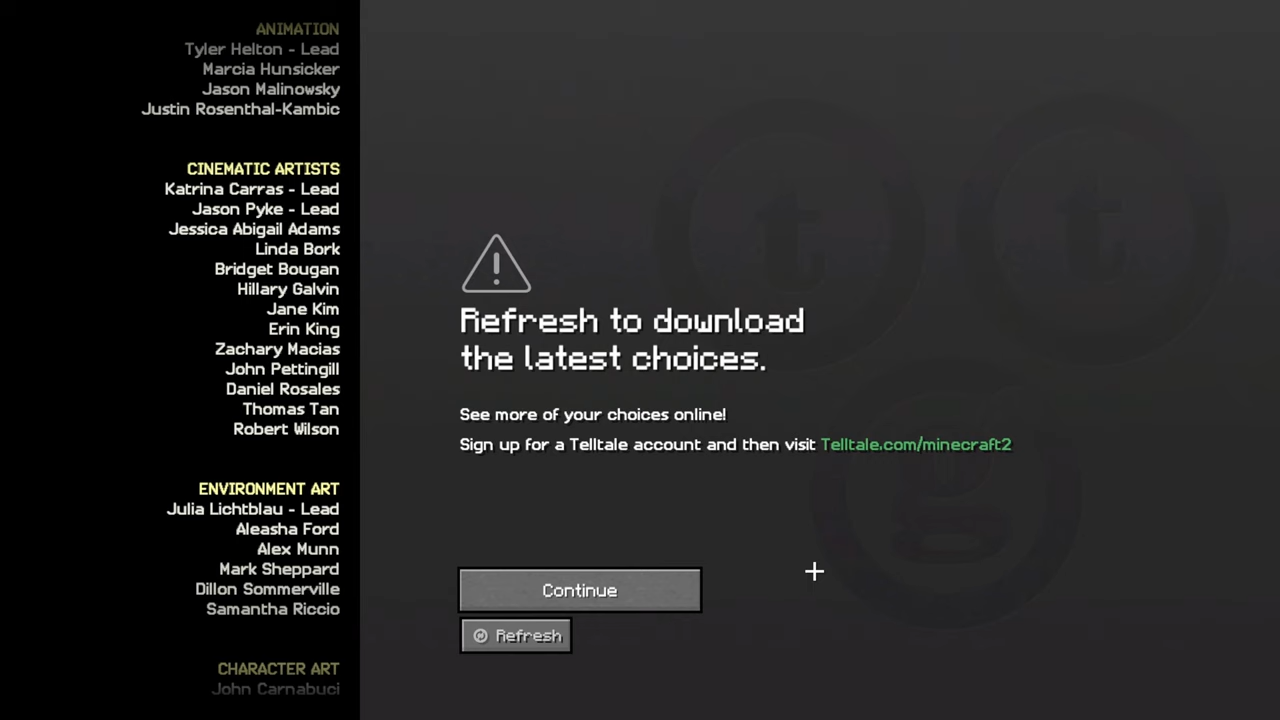 ANIMATION
Tyler Helton - Lead
Marcia Hunsicker
Jason Malinowsky
Justin Rosenthal-Kambic
CINEMATIC ARTISTS
Katrina Carras - Lead
Jason Pyke - Lead
Jessica Abigail Adams
Linda Bork
Bridget Bougan
Hillary Galvin
Jane Kim
Erin King
Zachary Macias
John Pettingill
Daniel Rosales
Thomas Tan
Robert Wilson
ENVIRONMENT ART
Julia Lichtblau - Lead
Aleasha Ford
Alex Munn
Mark Sheppard
Dillon Sommerville
Samantha Riccio
CHARACTER ART
John Carnabuci
Refresh to download
the latest choices.
See more of your choices online!
Sign up for a Telltale account and then visit Telltale.com/minecraft2
Continue
Refresh